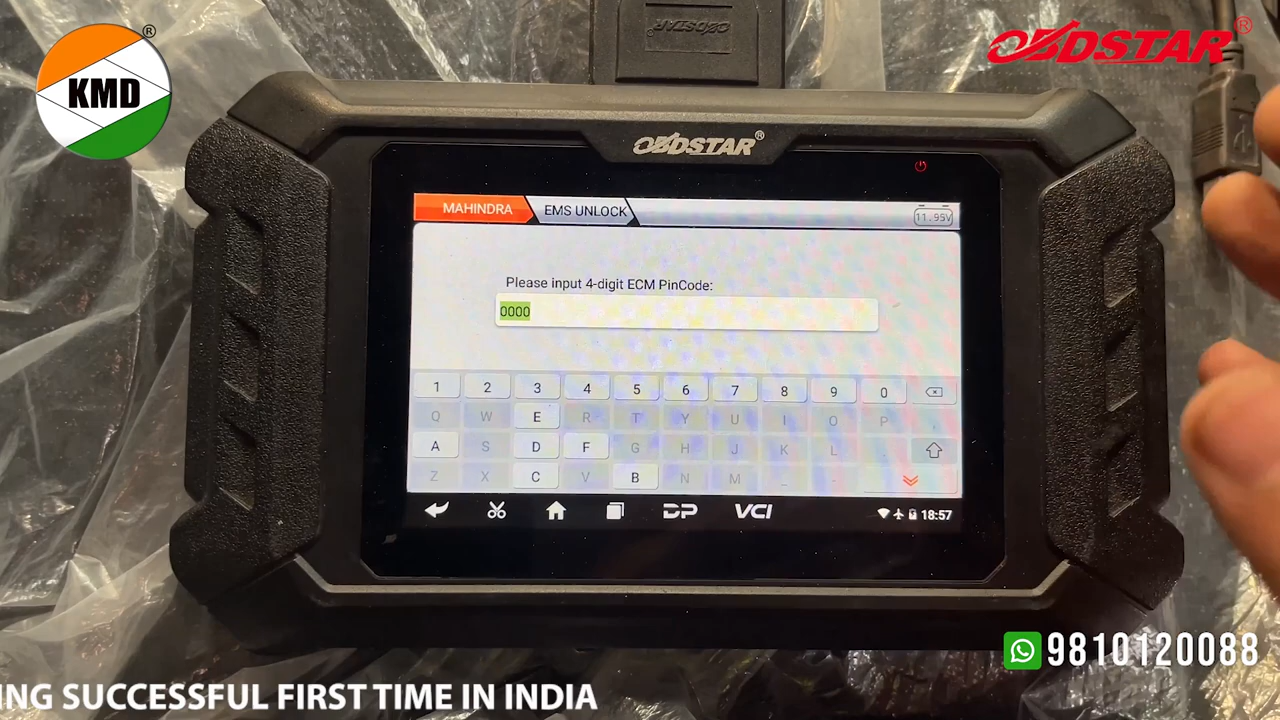 KMD
®
OBDSTAR
OBDSTAR®
OBDSTAR®
MAHINDRA EMS UNLOCK 11.95V
Please input 4-digit ECM PinCode:
0000
1 2 3 4 5 6 7 8 9 0
Q W E R T Y U I O P ,
A S D F G H J K L .
Z X C V B N M _ -
DP VCI 18:57
9810120088
ING SUCCESSFUL FIRST TIME IN INDIA